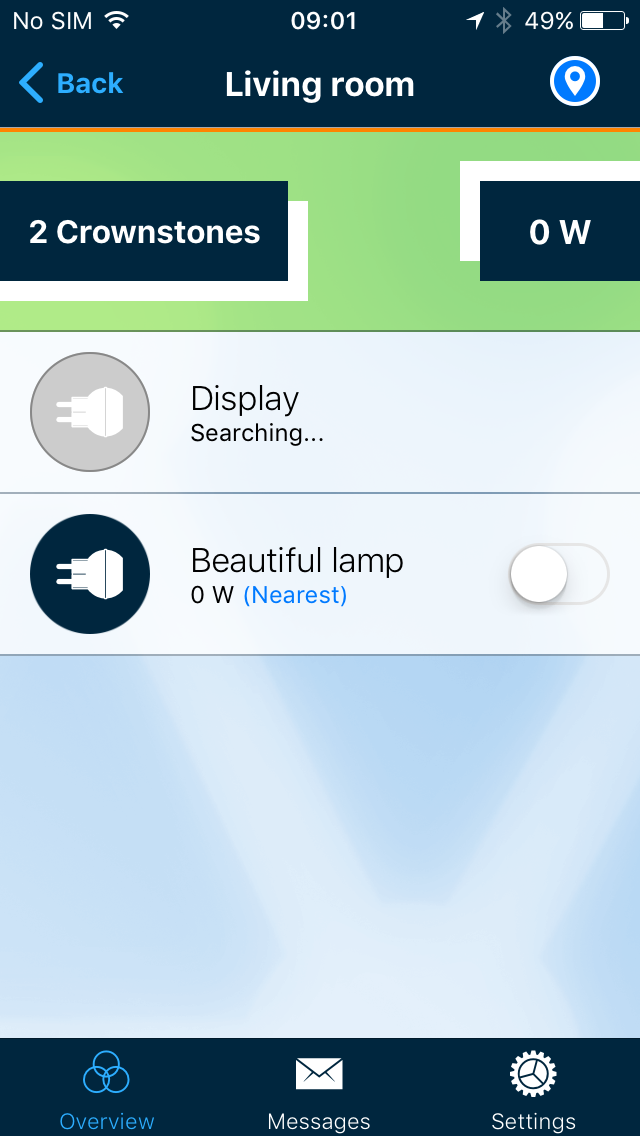 No SIM 09:01 49%
Back Living room
2 Crownstones 0 W
Display
Searching...
Beautiful lamp
0 W (Nearest)
Overview Messages Settings